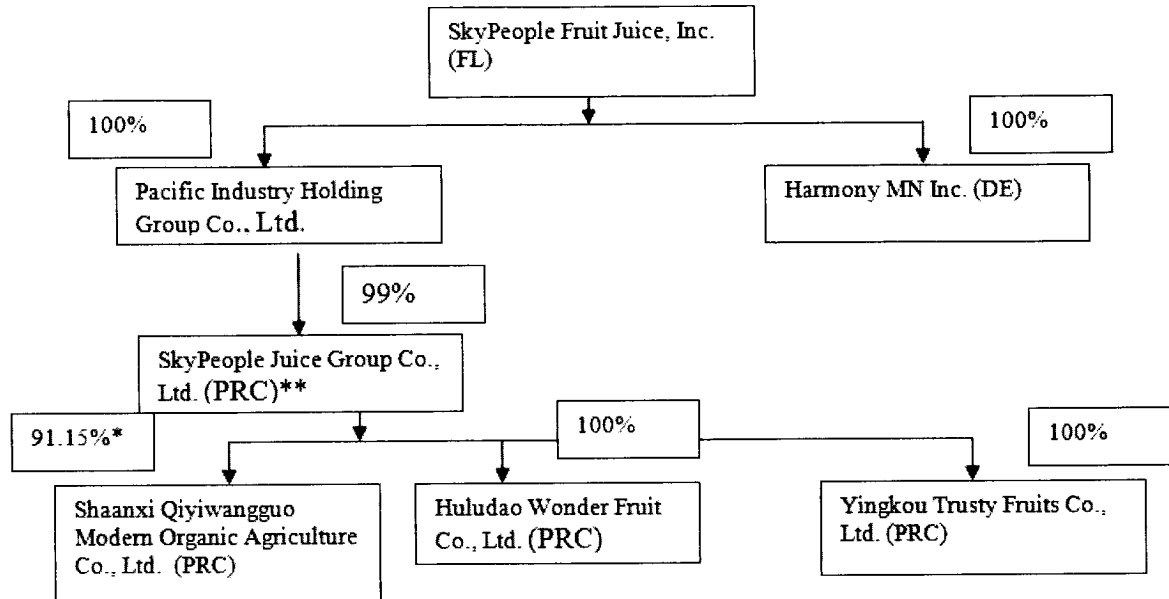 SkyPeople Fruit Juice, Inc.
(FL)
100%
100%
Pacific Industry Holding
Group Co., Ltd.
Harmony MN Inc. (DE)
99%
SkyPeople Juice Group Co.,
Ltd. (PRC)**
91.15%*
100%
100%
Shaanxi Qiyiwangguo
Modern Organic Agriculture
Co., Ltd. (PRC)
Huludao Wonder Fruit
Co., Ltd. (PRC)
Yingkou Trusty Fruits Co.,
Ltd. (PRC)